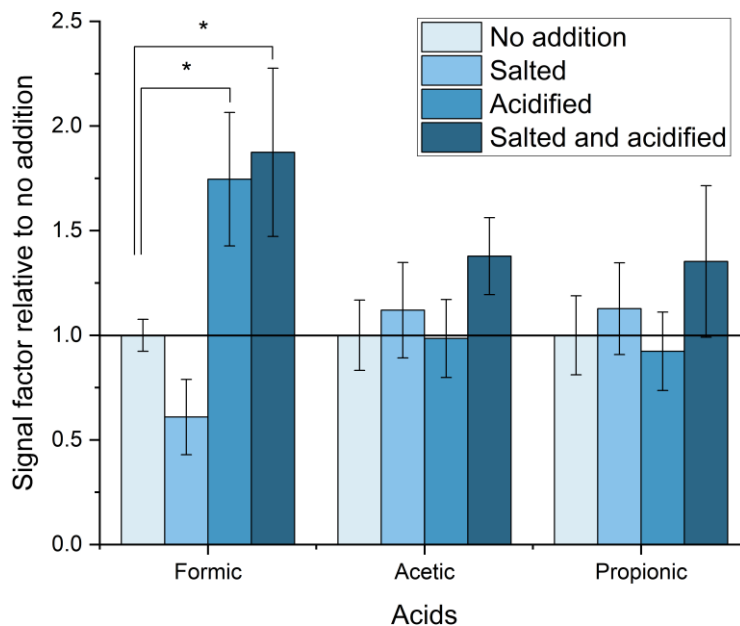 Signal factor relative to no addition
2.5
2.0
1.5
1.0
0.5
0.0
*
*
No addition
Salted
Acidified
Salted and acidified
Formic
Acetic
Propionic
Acids